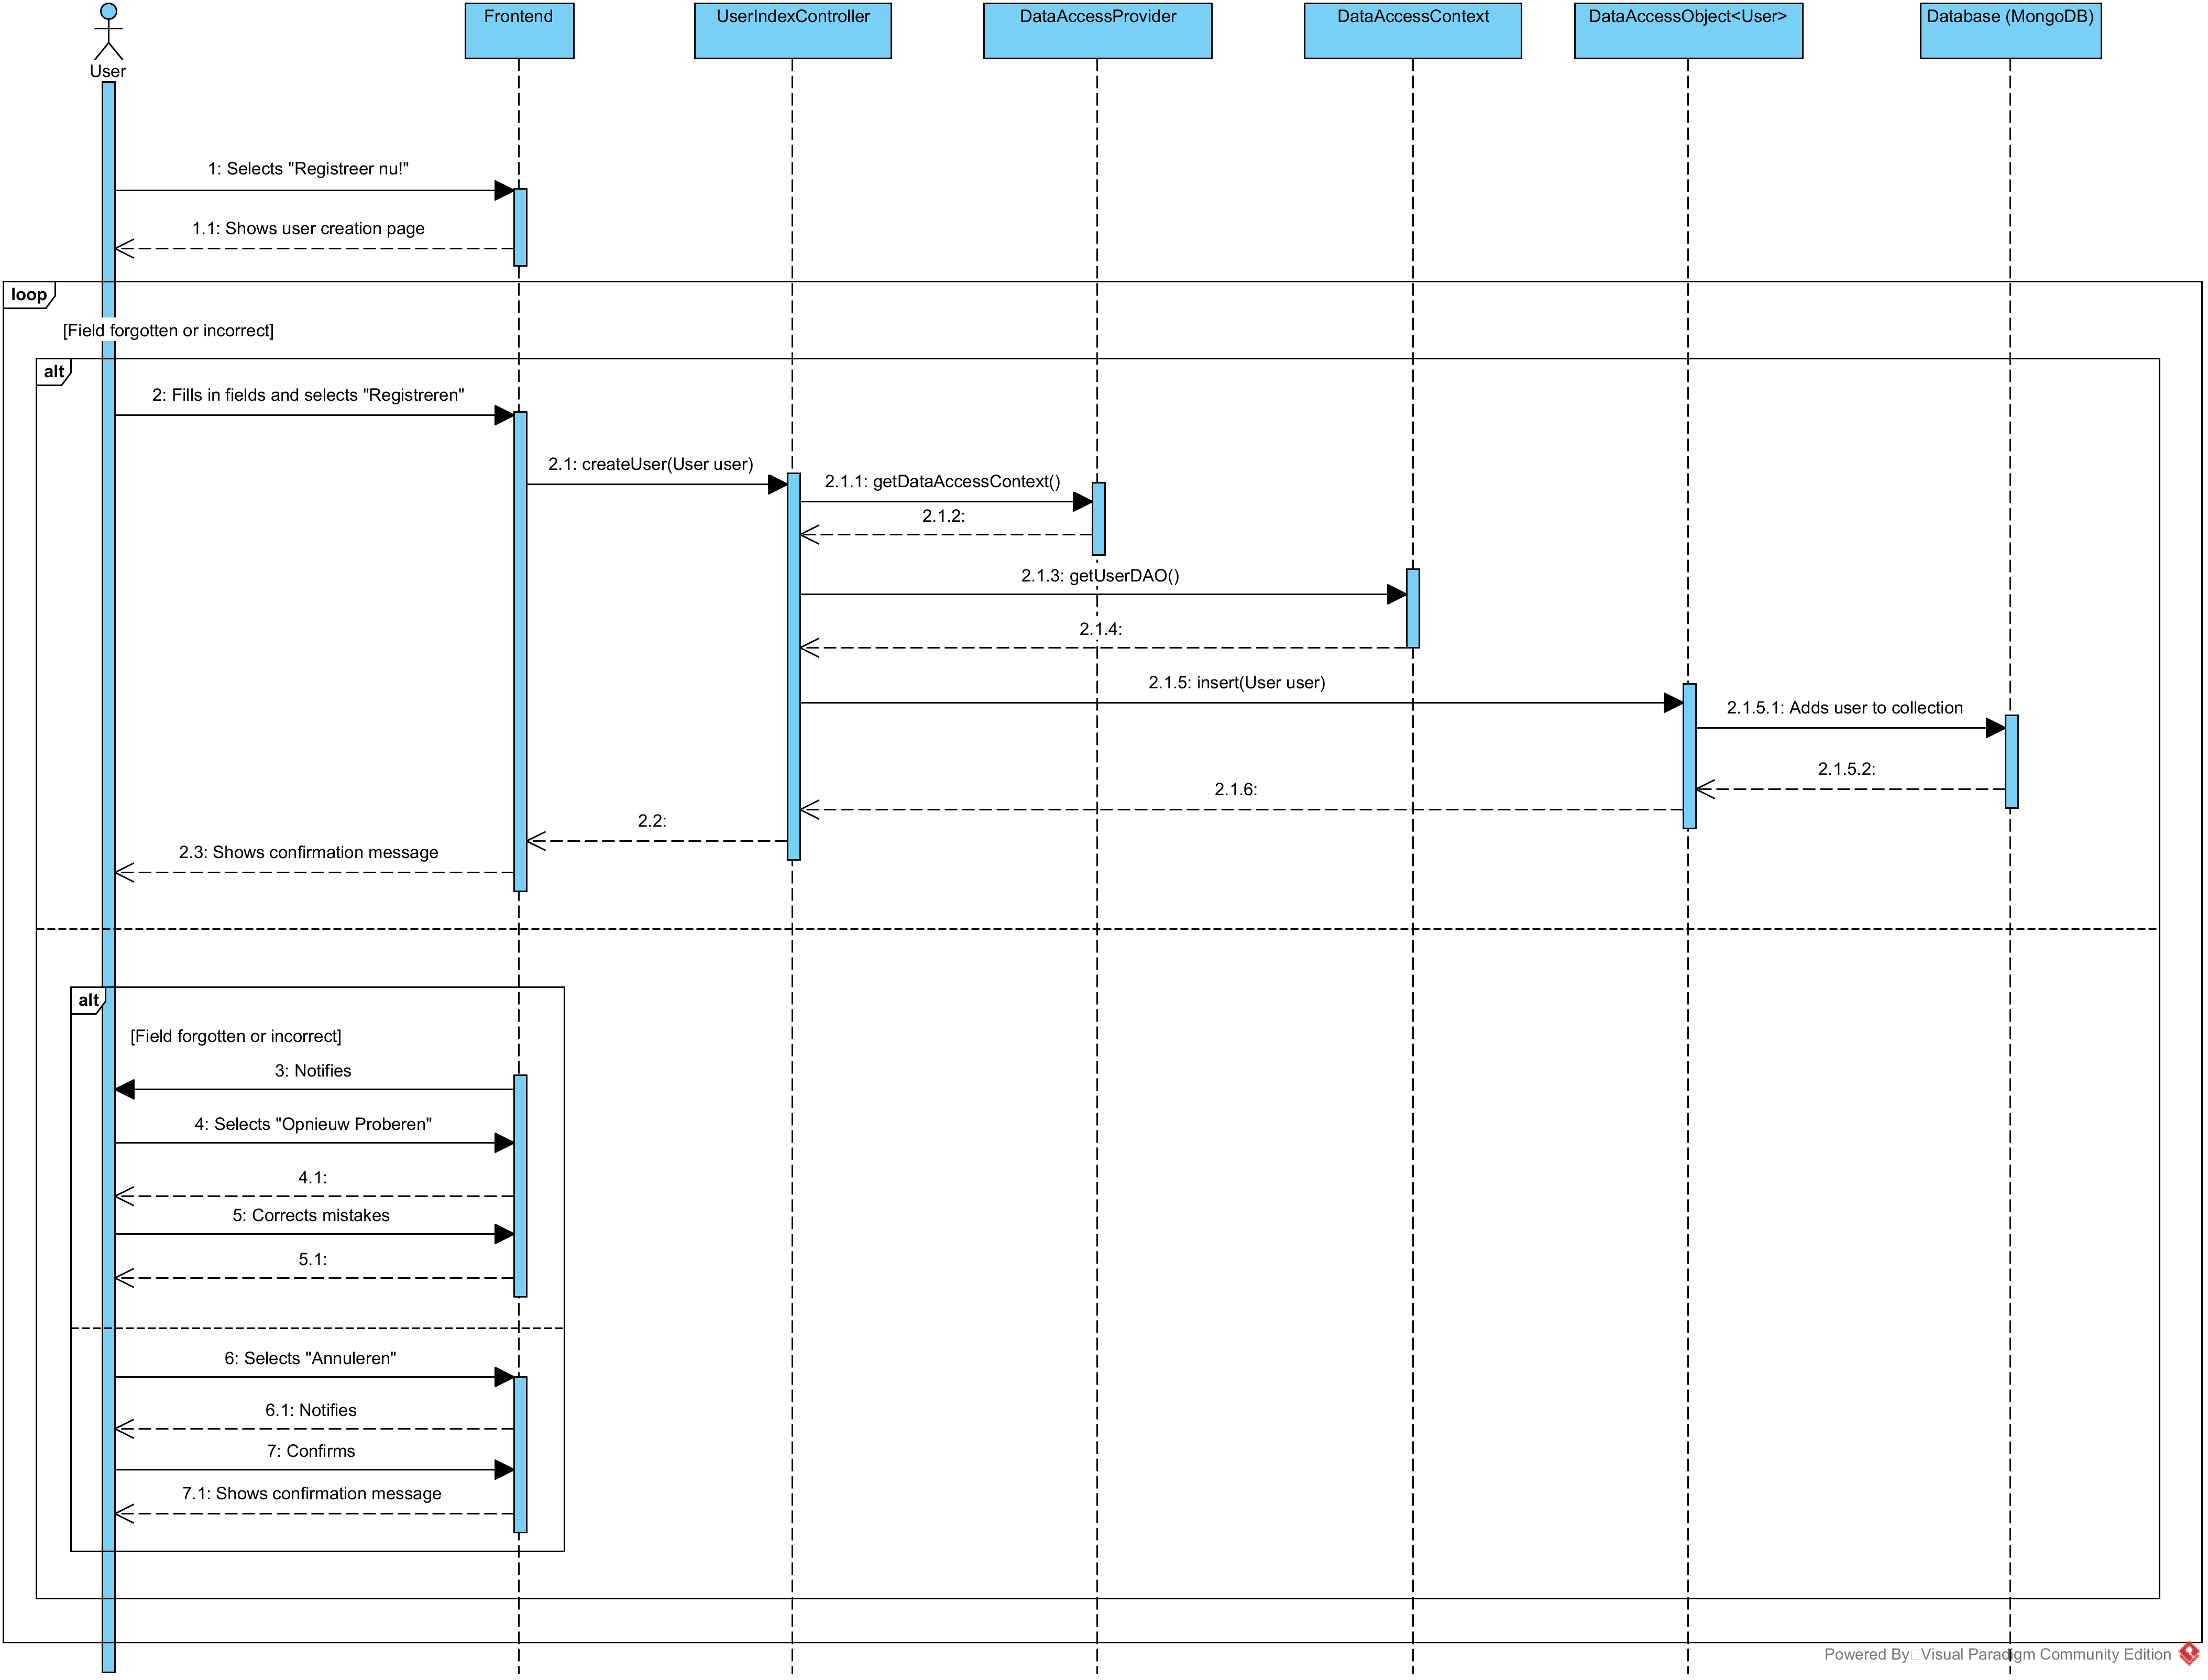 User
Frontend
UserIndexController
DataAccessProvider
DataAccessContext
DataAccessObject<User>
Database (MongoDB)
1: Selects "Registreer nu!"
1.1: Shows user creation page
loop
[Field forgotten or incorrect]
alt
2: Fills in fields and selects "Registreren"
2.1: createUser(User user)
2.1.1: getDataAccessContext()
2.1.2:
2.1.3: getUserDAO()
2.1.4:
2.1.5: insert(User user)
2.1.5.1: Adds user to collection
2.1.5.2:
2.1.6:
2.2:
2.3: Shows confirmation message
alt
[Field forgotten or incorrect]
3: Notifies
4: Selects "Opnieuw Proberen"
4.1:
5: Corrects mistakes
5.1:
6: Selects "Annuleren"
6.1: Notifies
7: Confirms
7.1: Shows confirmation message
Powered By Visual Paradigm Community Edition